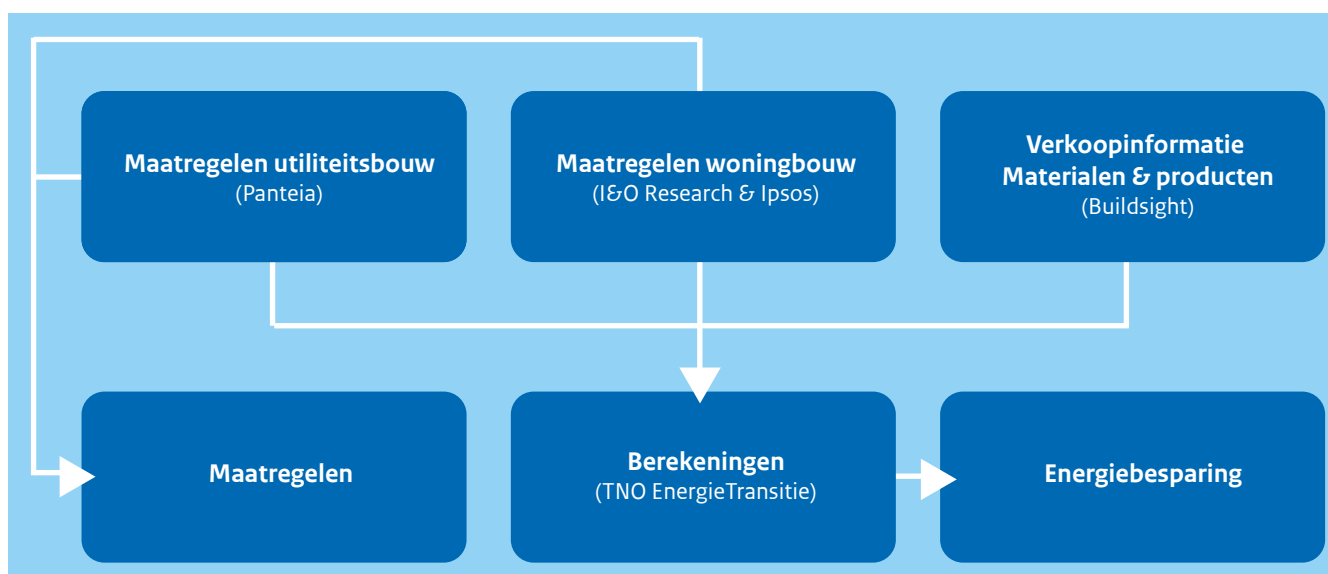 Maatregelen utiliteitsbouw
(Panteia)
Maatregelen woningbouw
(I&O Research & Ipsos)
Verkoopinformatie
Materialen & producten
(Buildsight)
Maatregelen
Berekeningen
(TNO EnergieTransitie)
Energiebesparing